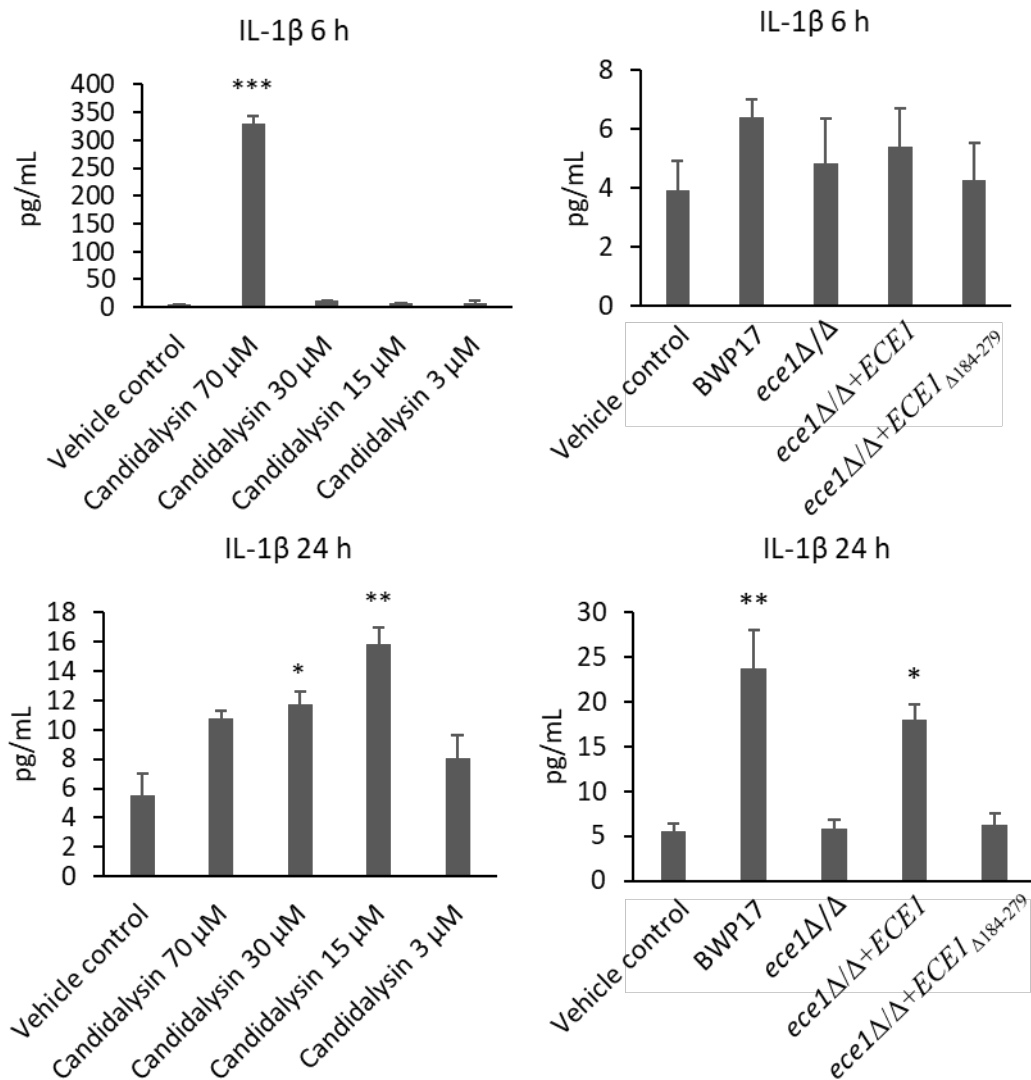 IL-1β 6 h
pg/mL
400
350
300
250
200
150
100
50
0
***
Vehicle control
Candidalysin 70 µM
Candidalysin 30 µM
Candidalysin 15 µM
Candidalysin 3 µM
IL-1β 6 h
pg/mL
8
6
4
2
0
Vehicle control
BWP17
ece1Δ/Δ
ece1Δ/Δ+ECE1
ece1Δ/Δ+ECE1 Δ184-279
IL-1β 24 h
pg/mL
18
16
14
12
10
8
6
4
2
0
*
**
Vehicle control
Candidalysin 70 µM
Candidalysin 30 µM
Candidalysin 15 µM
Candidalysin 3 µM
IL-1β 24 h
pg/mL
30
25
20
15
10
5
0
**
*
Vehicle control
BWP17
ece1Δ/Δ
ece1Δ/Δ+ECE1
ece1Δ/Δ+ECE1 Δ184-279